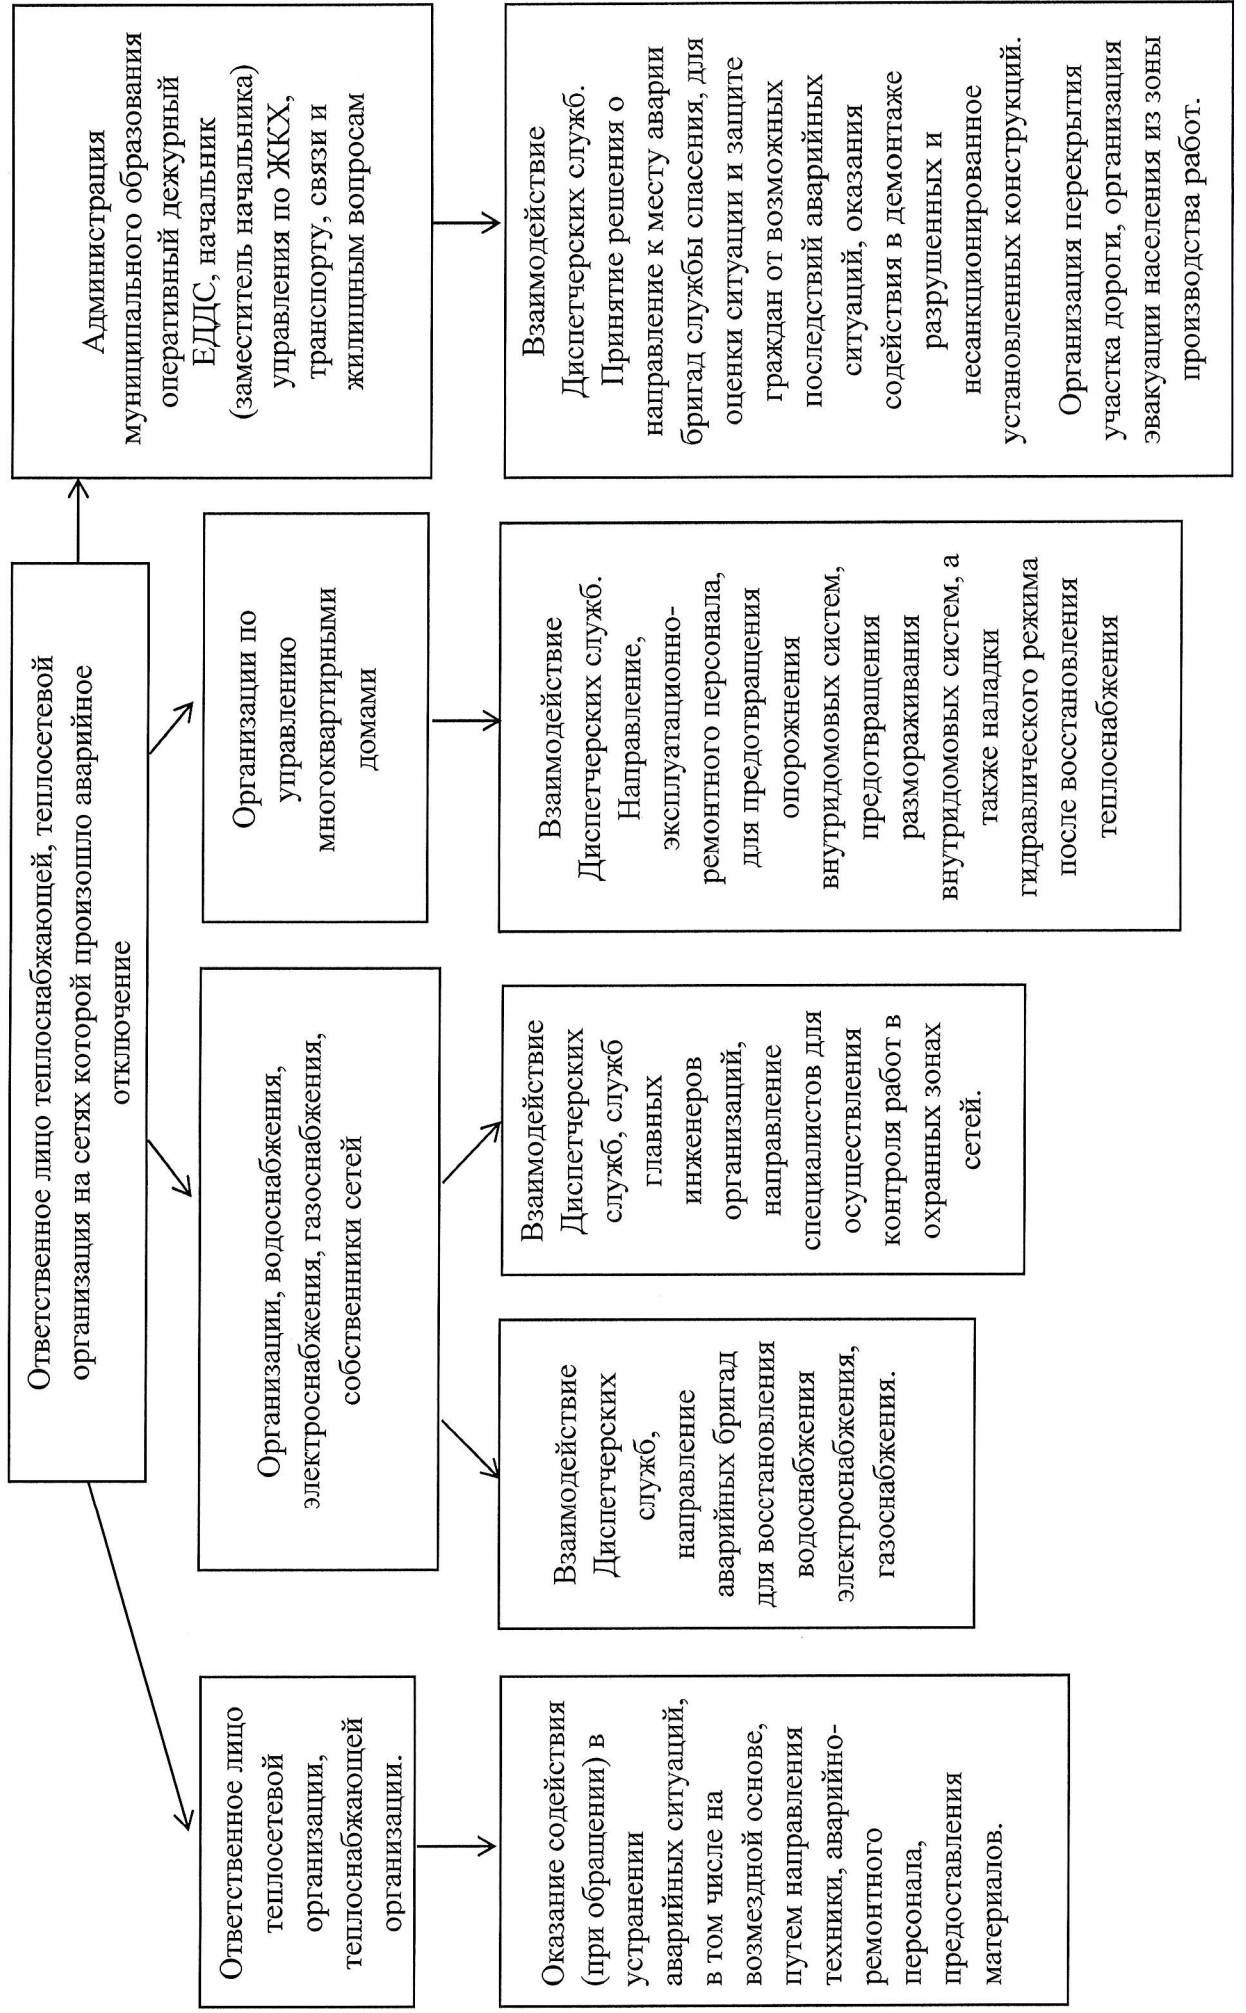 Ответственное лицо теплоснабжающей, теплосетевой
организация на сетях которой произошло аварийное
отключение
Ответственное лицо
теплосетевой
организации,
теплоснабжающей
организации.
Организации, водоснабжения,
электроснабжения, газоснабжения,
собственники сетей
Организации по
управлению
многоквартирными
домами
Администрация
муниципального образования
оперативный дежурный
ЕДДС, начальник
(заместитель начальника)
управления по ЖКХ,
транспорту, связи и
жилищным вопросам
Оказание содействия
(при обращении) в
устранении
аварийных ситуаций,
в том числе на
возмездной основе,
путем направления
техники, аварийно-
ремонтного
персонала,
предоставления
материалов.
Взаимодействие
Диспетчерских
служб,
направление
аварийных бригад
для восстановления
водоснабжения
электроснабжения,
газоснабжения.
Взаимодействие
Диспетчерских
служб, служб
главных
инженеров
организаций,
направление
специалистов для
осуществления
контроля работ в
охранных зонах
сетей.
Взаимодействие
Диспетчерских служб.
Направление,
эксплуатационно-
ремонтного персонала,
для предотвращения
опорожнения
внутридомовых систем,
предотвращения
размораживания
внутридомовых систем, а
также наладки
гидравлического режима
после восстановления
теплоснабжения
Взаимодействие
Диспетчерских служб.
Принятие решения о
направление к месту аварии
бригад службы спасения, для
оценки ситуации и защите
граждан от возможных
последствий аварийных
ситуаций, оказания
содействия в демонтаже
разрушенных и
несанкционированное
установленных конструкций.
Организация перекрытия
участка дороги, организация
эвакуации населения из зоны
производства работ.